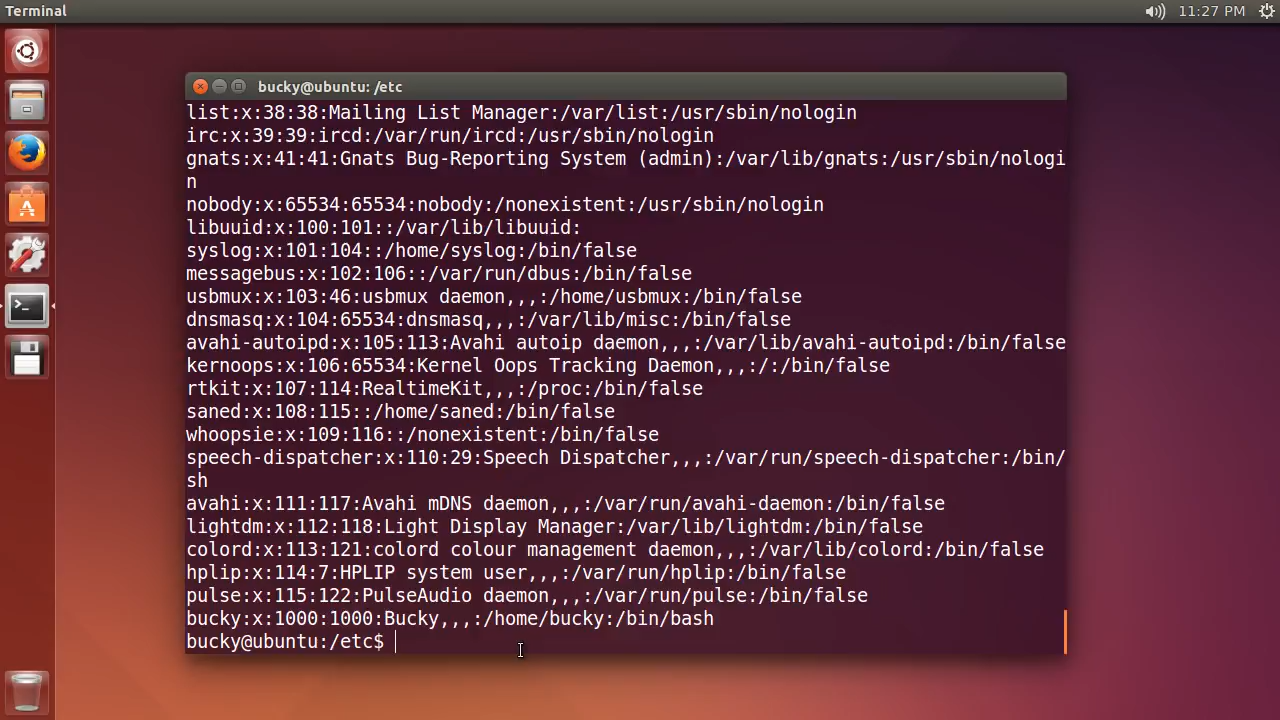 Terminal
11:27 PM
bucky@ubuntu: /etc
list:x:38:38:Mailing List Manager:/var/list:/usr/sbin/nologin
irc:x:39:39:ircd:/var/run/ircd:/usr/sbin/nologin
gnats:x:41:41:Gnats Bug-Reporting System (admin):/var/lib/gnats:/usr/sbin/nologi
n
nobody:x:65534:65534:nobody:/nonexistent:/usr/sbin/nologin
libuuid:x:100:101::/var/lib/libuuid:
syslog:x:101:104::/home/syslog:/bin/false
messagebus:x:102:106::/var/run/dbus:/bin/false
usbmux:x:103:46:usbmux daemon,,,:/home/usbmux:/bin/false
dnsmasq:x:104:65534:dnsmasq,,,:/var/lib/misc:/bin/false
avahi-autoipd:x:105:113:Avahi autoip daemon,,,:/var/lib/avahi-autoipd:/bin/false
kernoops:x:106:65534:Kernel Oops Tracking Daemon,,,:/:/bin/false
rtkit:x:107:114:RealtimeKit,,,:/proc:/bin/false
saned:x:108:115::/home/saned:/bin/false
whoopsie:x:109:116::/nonexistent:/bin/false
speech-dispatcher:x:110:29:Speech Dispatcher,,,:/var/run/speech-dispatcher:/bin/
sh
avahi:x:111:117:Avahi mDNS daemon,,,:/var/run/avahi-daemon:/bin/false
lightdm:x:112:118:Light Display Manager:/var/lib/lightdm:/bin/false
colord:x:113:121:colord colour management daemon,,,:/var/lib/colord:/bin/false
hplip:x:114:7:HPLIP system user,,,:/var/run/hplip:/bin/false
pulse:x:115:122:PulseAudio daemon,,,:/var/run/pulse:/bin/false
bucky:x:1000:1000:Bucky,,,:/home/bucky:/bin/bash
bucky@ubuntu:/etc$